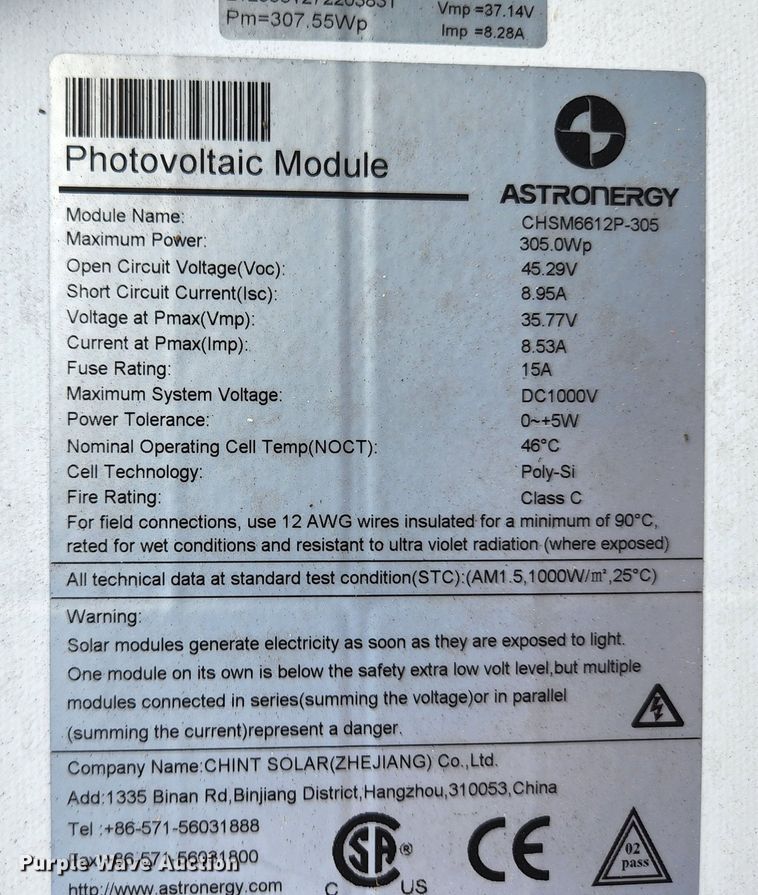 Pm=307.55Wp
Vmp =37.14V
Imp =8.28A
Photovoltaic Module
ASTRONERGY
Module Name: CHSM6612P-305
Maximum Power: 305.0Wp
Open Circuit Voltage(Voc): 45.29V
Short Circuit Current(Isc): 8.95A
Voltage at Pmax(Vmp): 35.77V
Current at Pmax(Imp): 8.53A
Fuse Rating: 15A
Maximum System Voltage: DC1000V
Power Tolerance: 0~+5W
Nominal Operating Cell Temp(NOCT): 46°C
Cell Technology: Poly-Si
Fire Rating: Class C
For field connections, use 12 AWG wires insulated for a minimum of 90°C,
rated for wet conditions and resistant to ultra violet radiation (where exposed)
All technical data at standard test condition(STC):(AM1.5,1000W/m²,25°C)
Warning:
Solar modules generate electricity as soon as they are exposed to light.
One module on its own is below the safety extra low volt level,but multiple
modules connected in series(summing the voltage)or in parallel
(summing the current)represent a danger.
Company Name:CHINT SOLAR(ZHEJIANG) Co.,Ltd.
Add:1335 Binan Rd,Binjiang District,Hangzhou,310053,China
Tel :+86-571-56031888
http://www.astronergy.com
SA ®
C US
CE
02
pass
Purple Wave Auction